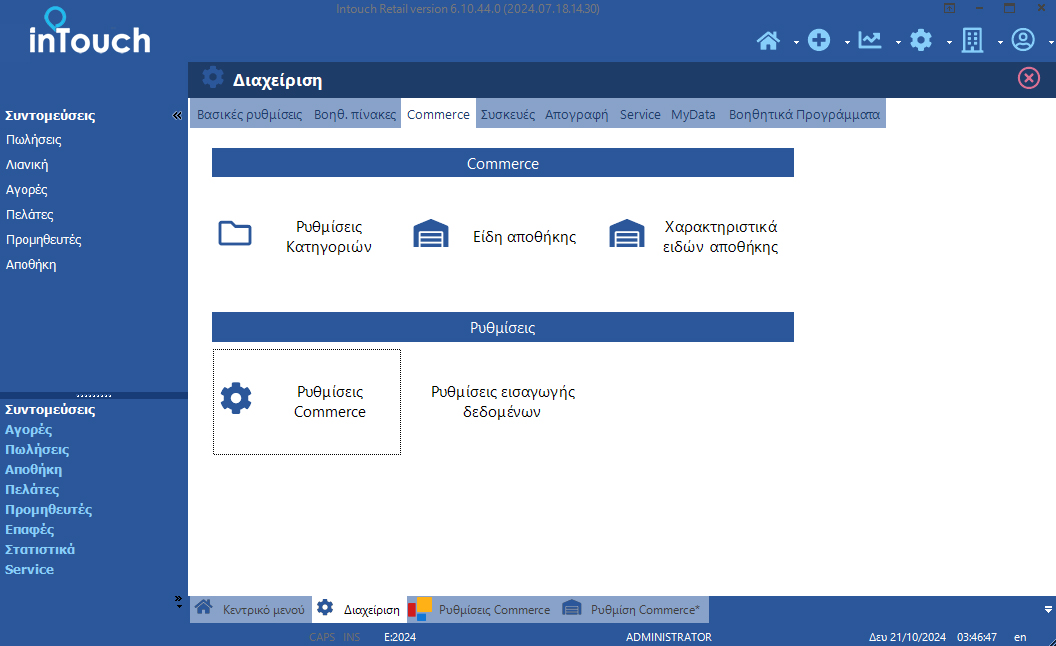 Intouch Retail version 6.10.44.0 (2024.07.18.14.30)
inTouch
Διαχείριση
Συντομεύσεις
Πωλήσεις
Λιανική
Αγορές
Πελάτες
Προμηθευτές
Αποθήκη
Βασικές ρυθμίσεις Βοηθ. πίνακες Commerce Συσκευές Απογραφή Service MyData Βοηθητικά Προγράμματα
Commerce
Ρυθμίσεις
Κατηγοριών
Είδη αποθήκης
Χαρακτηριστικά
ειδών αποθήκης
Ρυθμίσεις
Ρυθμίσεις
Commerce
Ρυθμίσεις εισαγωγής
δεδομένων
Συντομεύσεις
Αγορές
Πωλήσεις
Αποθήκη
Πελάτες
Προμηθευτές
Επαφές
Στατιστικά
Service
Κεντρικό μενού Διαχείριση Ρυθμίσεις Commerce Ρυθμίση Commerce*
CAPS INS E:2024 ADMINISTRATOR Δευ 21/10/2024 03:46:47 en